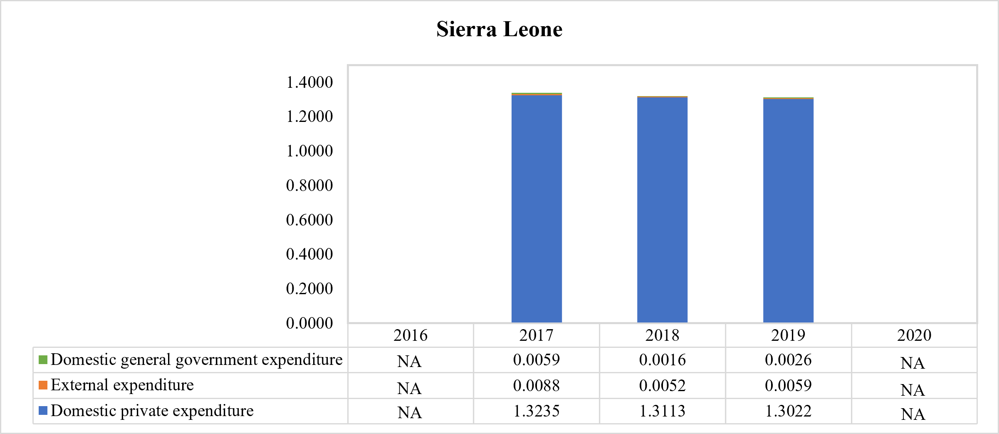 Sierra Leone
1.4000
1.2000
1.0000
0.8000
0.6000
0.4000
0.2000
0.0000
2016 2017 2018 2019 2020
Domestic general government expenditure NA 0.0059 0.0016 0.0026 NA
External expenditure NA 0.0088 0.0052 0.0059 NA
Domestic private expenditure NA 1.3235 1.3113 1.3022 NA